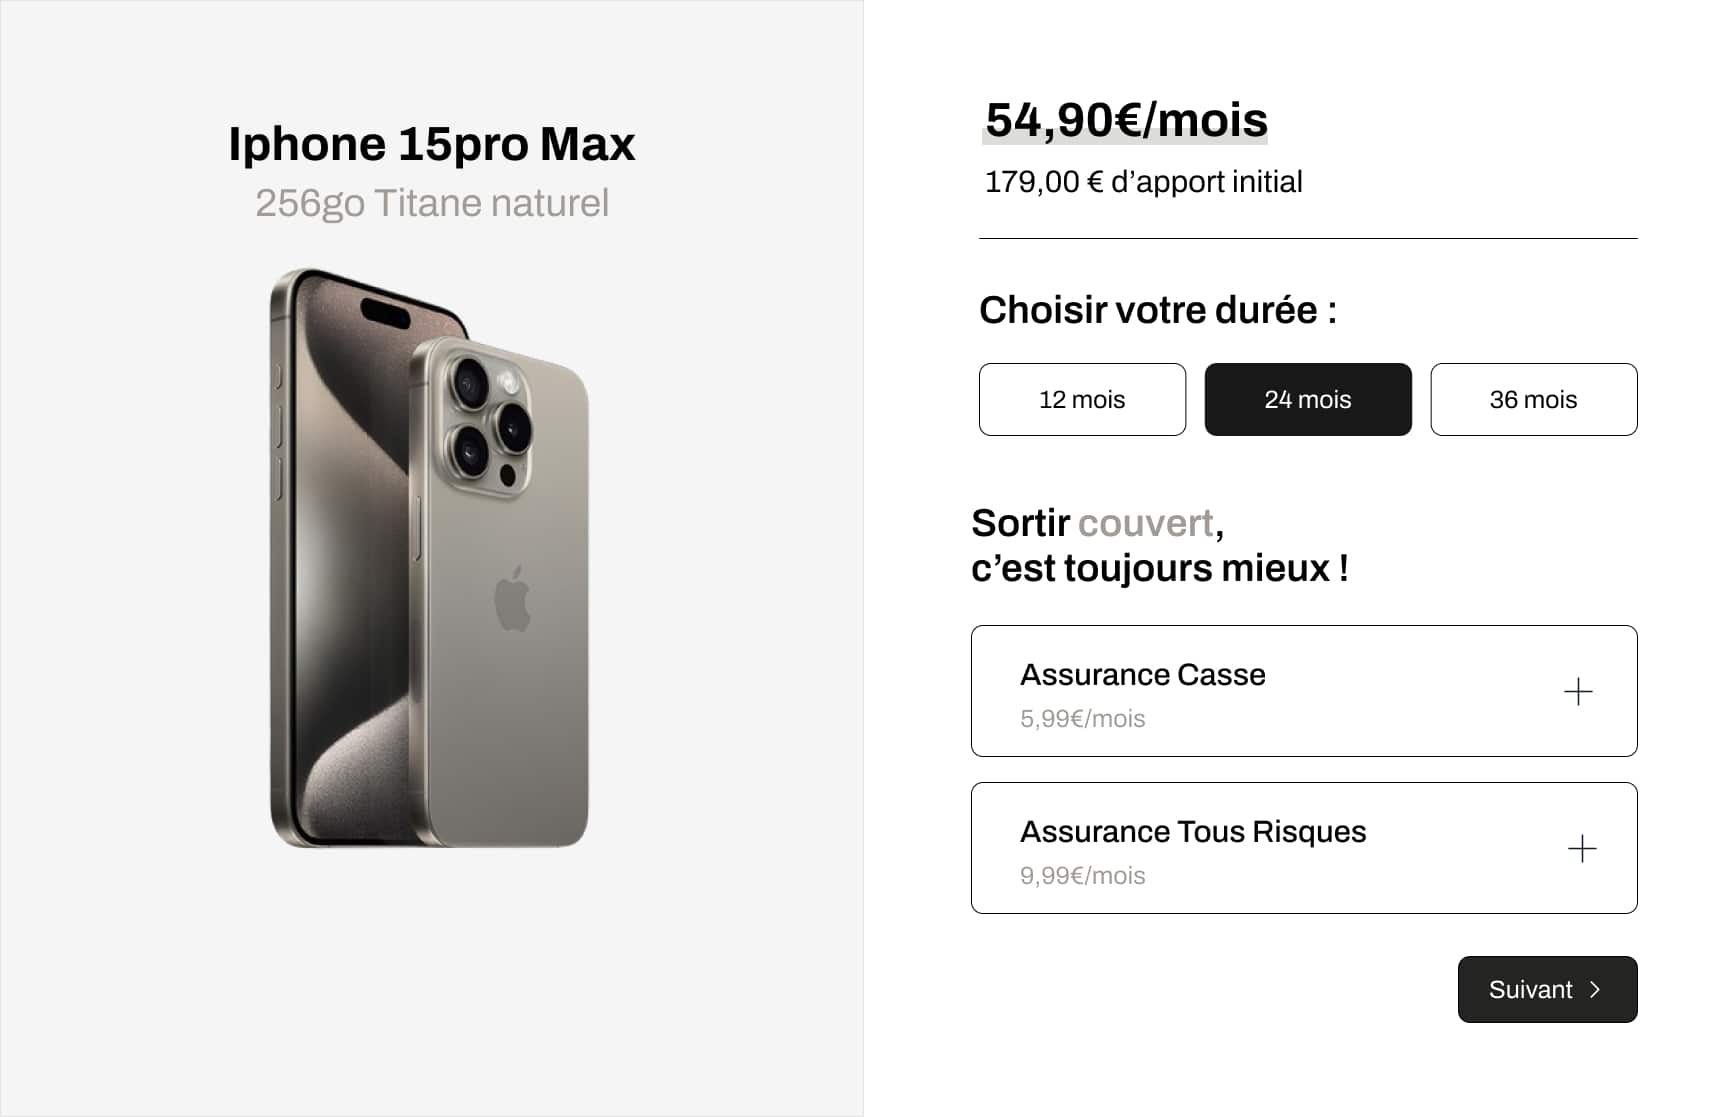 Iphone 15pro Max
256go Titane naturel
54,90€/mois
179,00 € d’apport initial
Choisir votre durée :
12 mois
24 mois
36 mois
Sortir couvert,
c’est toujours mieux !
Assurance Casse
5,99€/mois
Assurance Tous Risques
9,99€/mois
Suivant